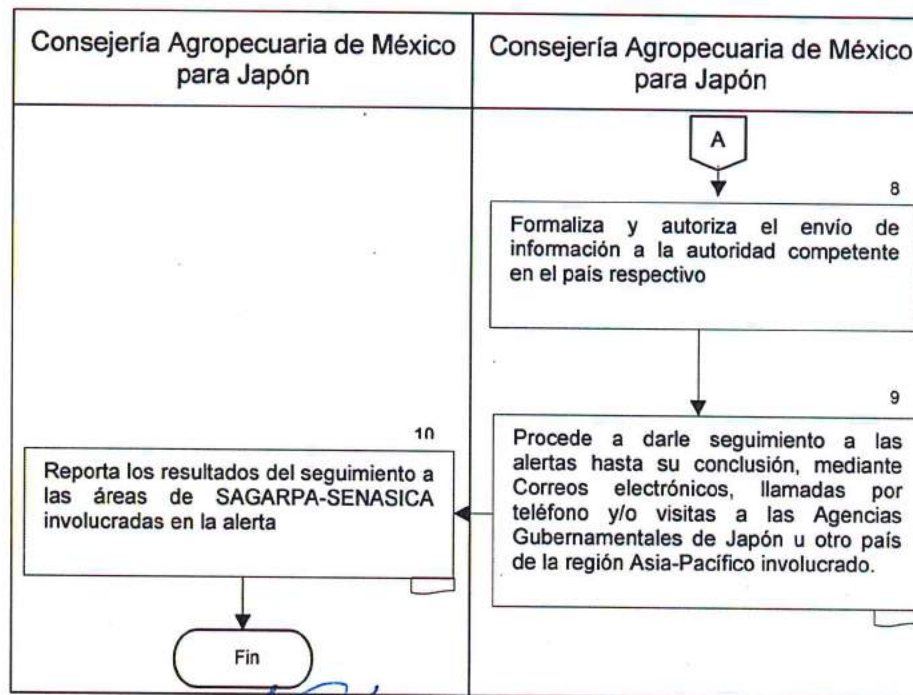 Consejería Agropecuaria de México
para Japón
Consejería Agropecuaria de México
para Japón
A
8
Formaliza y autoriza el envío de
información a la autoridad competente
en el país respectivo
9
Procede a darle seguimiento a las
alertas hasta su conclusión, mediante
Correos electrónicos, llamadas por
teléfono y/o visitas a las Agencias
Gubernamentales de Japón u otro país
de la región Asia-Pacífico involucrado.
10
Reporta los resultados del seguimiento a
las áreas de SAGARPA-SENASICA
involucradas en la alerta
Fin